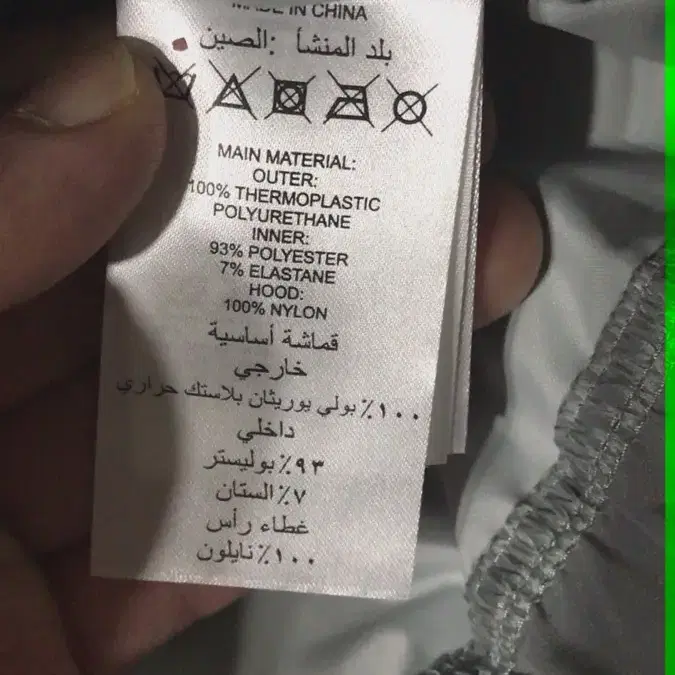 MADE IN CHINA
بلد المنشأ: الصين
MAIN MATERIAL:
OUTER:
100% THERMOPLASTIC
POLYURETHANE
INNER:
93% POLYESTER
7% ELASTANE
HOOD:
100% NYLON
قماشة أساسية
خارجي
١٠٠٪ بولي يوريثان بلاستك حراري
داخلي
٩٣٪ بوليستر
٧٪ الستان
غطاء رأس
١٠٠٪ نايلون